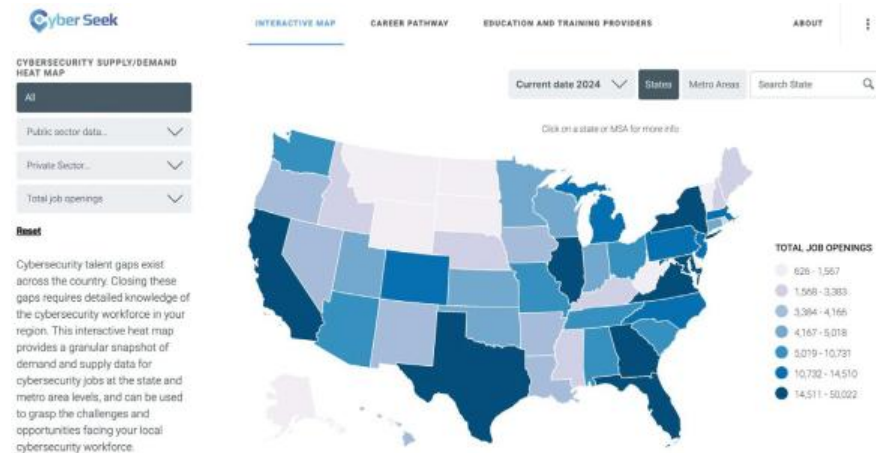 Cyber Seek
INTERACTIVE MAP
CAREER PATHWAY
EDUCATION AND TRAINING PROVIDERS
ABOUT
CYBERSECURITY SUPPLY/DEMAND
HEAT MAP
All
Public sector data...
Private Sector...
Total job openings
Reset
Cybersecurity talent gaps exist
across the country. Closing these
gaps requires detailed knowledge of
the cybersecurity workforce in your
region. This interactive heat map
provides a granular snapshot of
demand and supply data for
cybersecurity jobs at the state and
metro area levels, and can be used
to grasp the challenges and
opportunities facing your local
cybersecurity workforce.
Current date 2024
States
Metro Areas
Search State
Click on a state or MSA for more info
TOTAL JOB OPENINGS
626 - 1,567
1,568 - 3,383
3,384 - 4,166
4,167 - 5,018
5,019 - 10,731
10,732 - 14,510
14,511 - 50,022